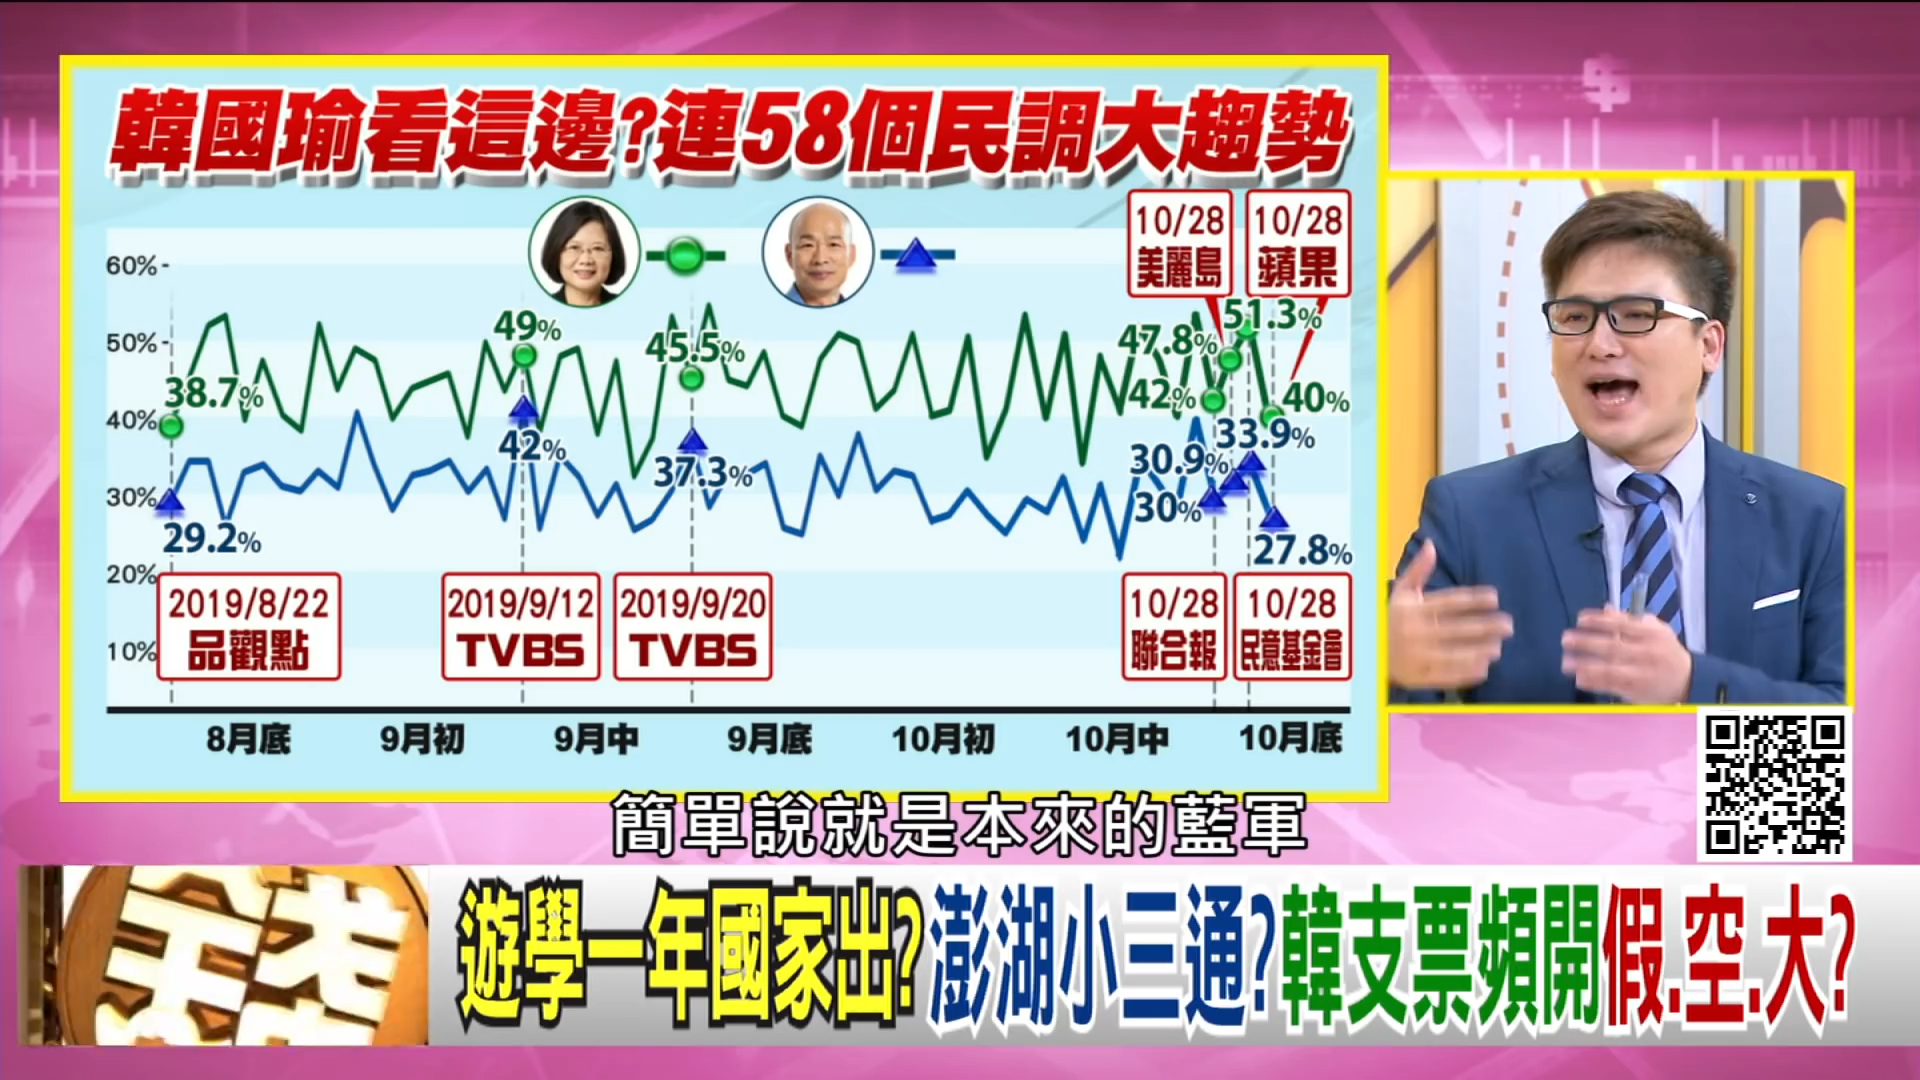 韓國瑜看這邊?連58個民調大趨勢
10/28
美麗島
10/28
蘋果
60%
50%
40%
30%
20%
10%
38.7%
29.2%
49%
42%
45.5%
37.3%
47.8%
42%
51.3%
40%
30.9%
30%
33.9%
27.8%
2019/8/22
品觀點
2019/9/12
TVBS
2019/9/20
TVBS
10/28
聯合報
10/28
民意基金會
8月底
9月初
9月中
9月底
10月初
10月中
10月底
簡單說就是本來的藍軍
遊學一年國家出?澎湖小三通?韓支票頻開假.空.大?